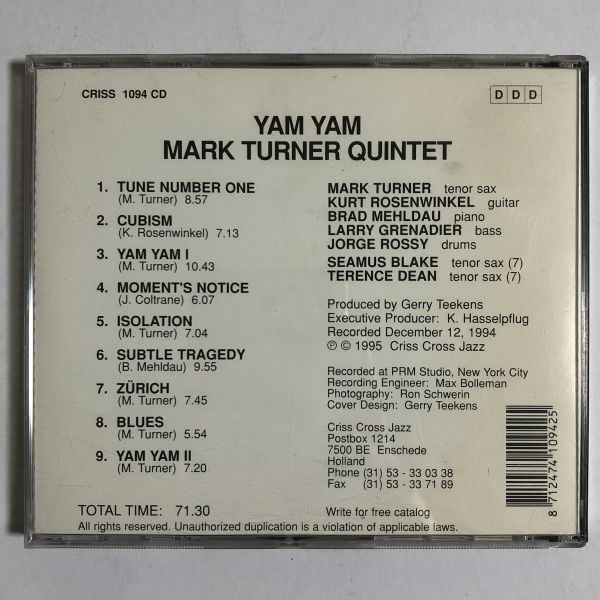 CRISS 1094 CD
D D D
YAM YAM
MARK TURNER QUINTET
1. TUNE NUMBER ONE
(M. Turner) 8.57
2. CUBISM
(K. Rosenwinkel) 7.13
3. YAM YAM I
(M. Turner) 10.43
4. MOMENT'S NOTICE
(J. Coltrane) 6.07
5. ISOLATION
(M. Turner) 7.04
6. SUBTLE TRAGEDY
(B. Mehldau) 9.55
7. ZÜRICH
(M. Turner) 7.45
8. BLUES
(M. Turner) 5.54
9. YAM YAM II
(M. Turner) 7.20
MARK TURNER tenor sax
KURT ROSENWINKEL guitar
BRAD MEHLDAU piano
LARRY GRENADIER bass
JORGE ROSSY drums
SEAMUS BLAKE tenor sax (7)
TERENCE DEAN tenor sax (7)
Produced by Gerry Teekens
Executive Producer: K. Hasselpflug
Recorded December 12, 1994
℗ © 1995 Criss Cross Jazz
Recorded at PRM Studio, New York City
Recording Engineer: Max Bolleman
Photography: Ron Schwerin
Cover Design: Gerry Teekens
Criss Cross Jazz
Postbox 1214
7500 BE Enschede
Holland
Phone (31) 53 - 33 03 38
Fax (31) 53 - 33 71 89
8 712474 109425
TOTAL TIME: 71.30
Write for free catalog
All rights reserved. Unauthorized duplication is a violation of applicable laws.